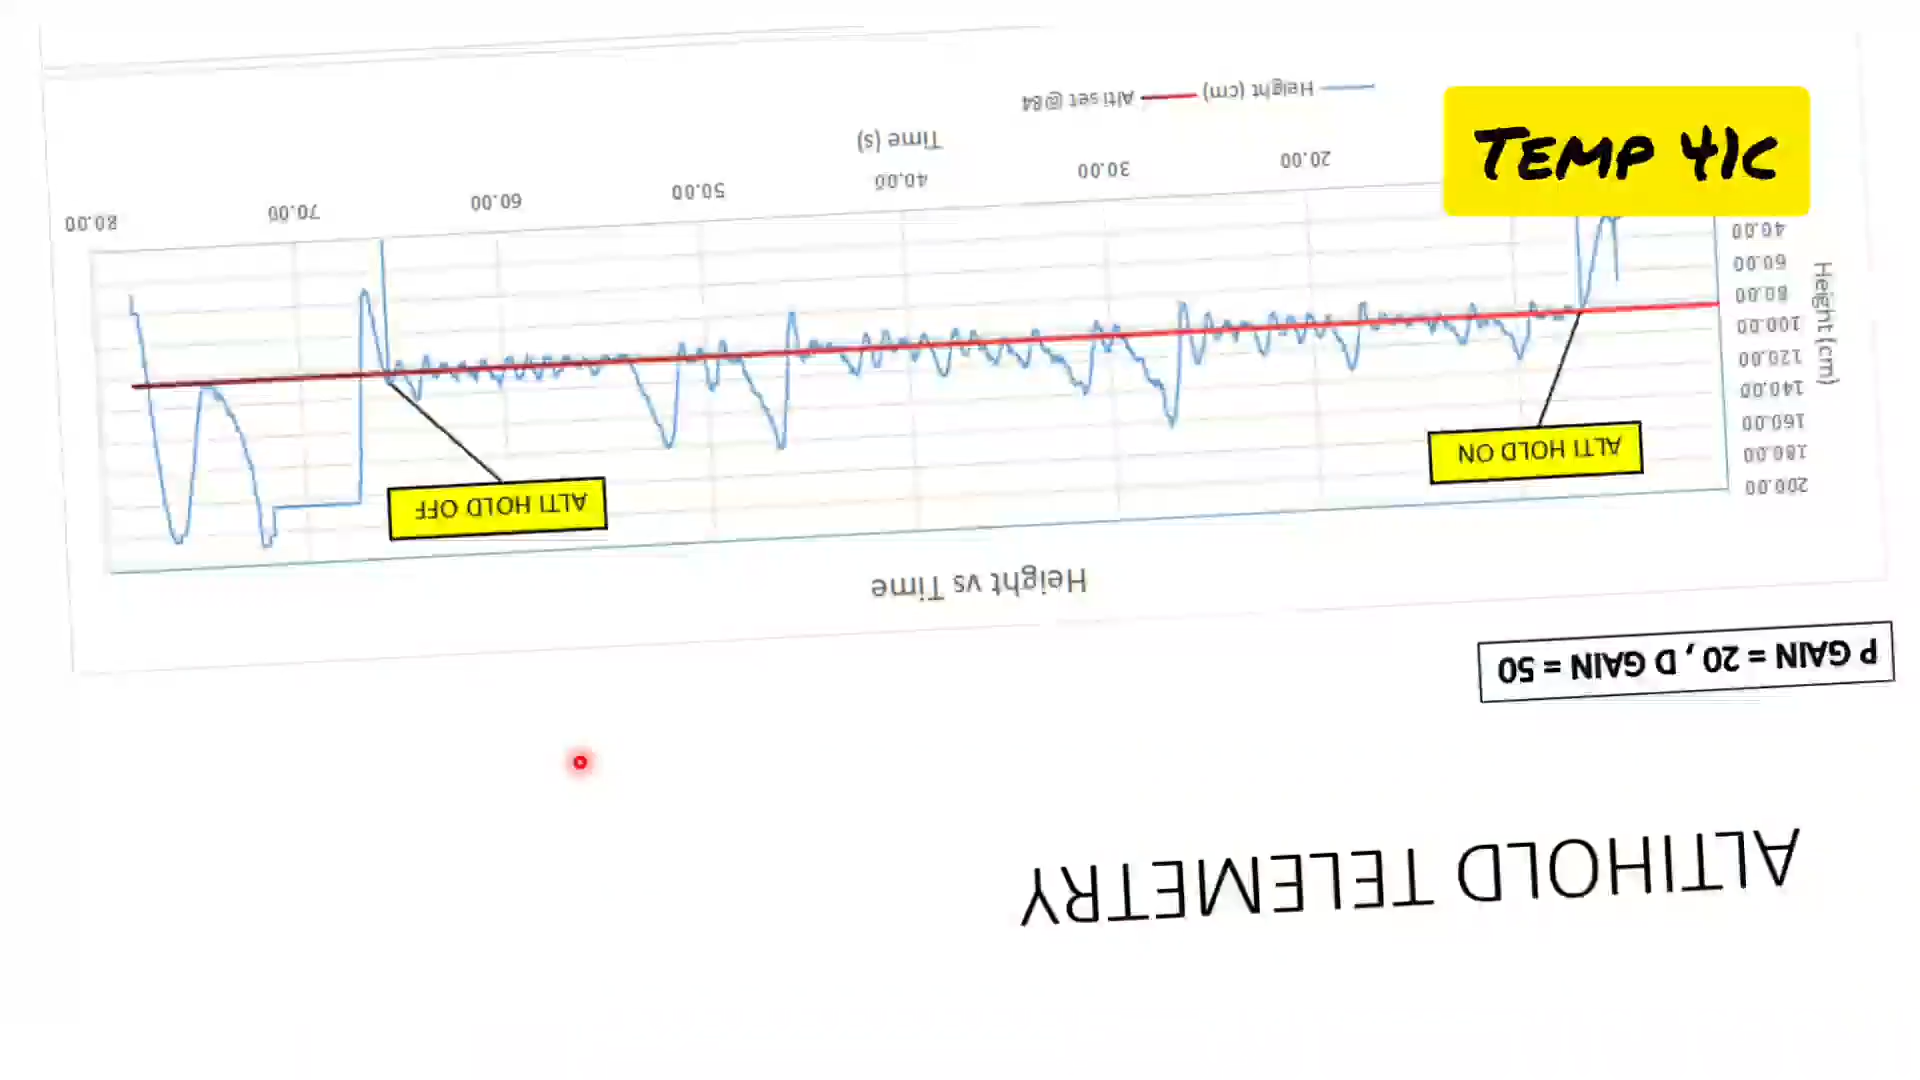 ALTIHOLD TELEMETRY
P GAIN = 20 , D GAIN = 50
Height vs Time
200.00
180.00
160.00
140.00
120.00
100.00
80.00
60.00
40.00
Height (cm)
ALTI HOLD ON
ALTI HOLD OFF
20.00
30.00
40.00
50.00
60.00
70.00
80.00
Time (s)
Height (cm)
Alti set @84
TEMP 41C